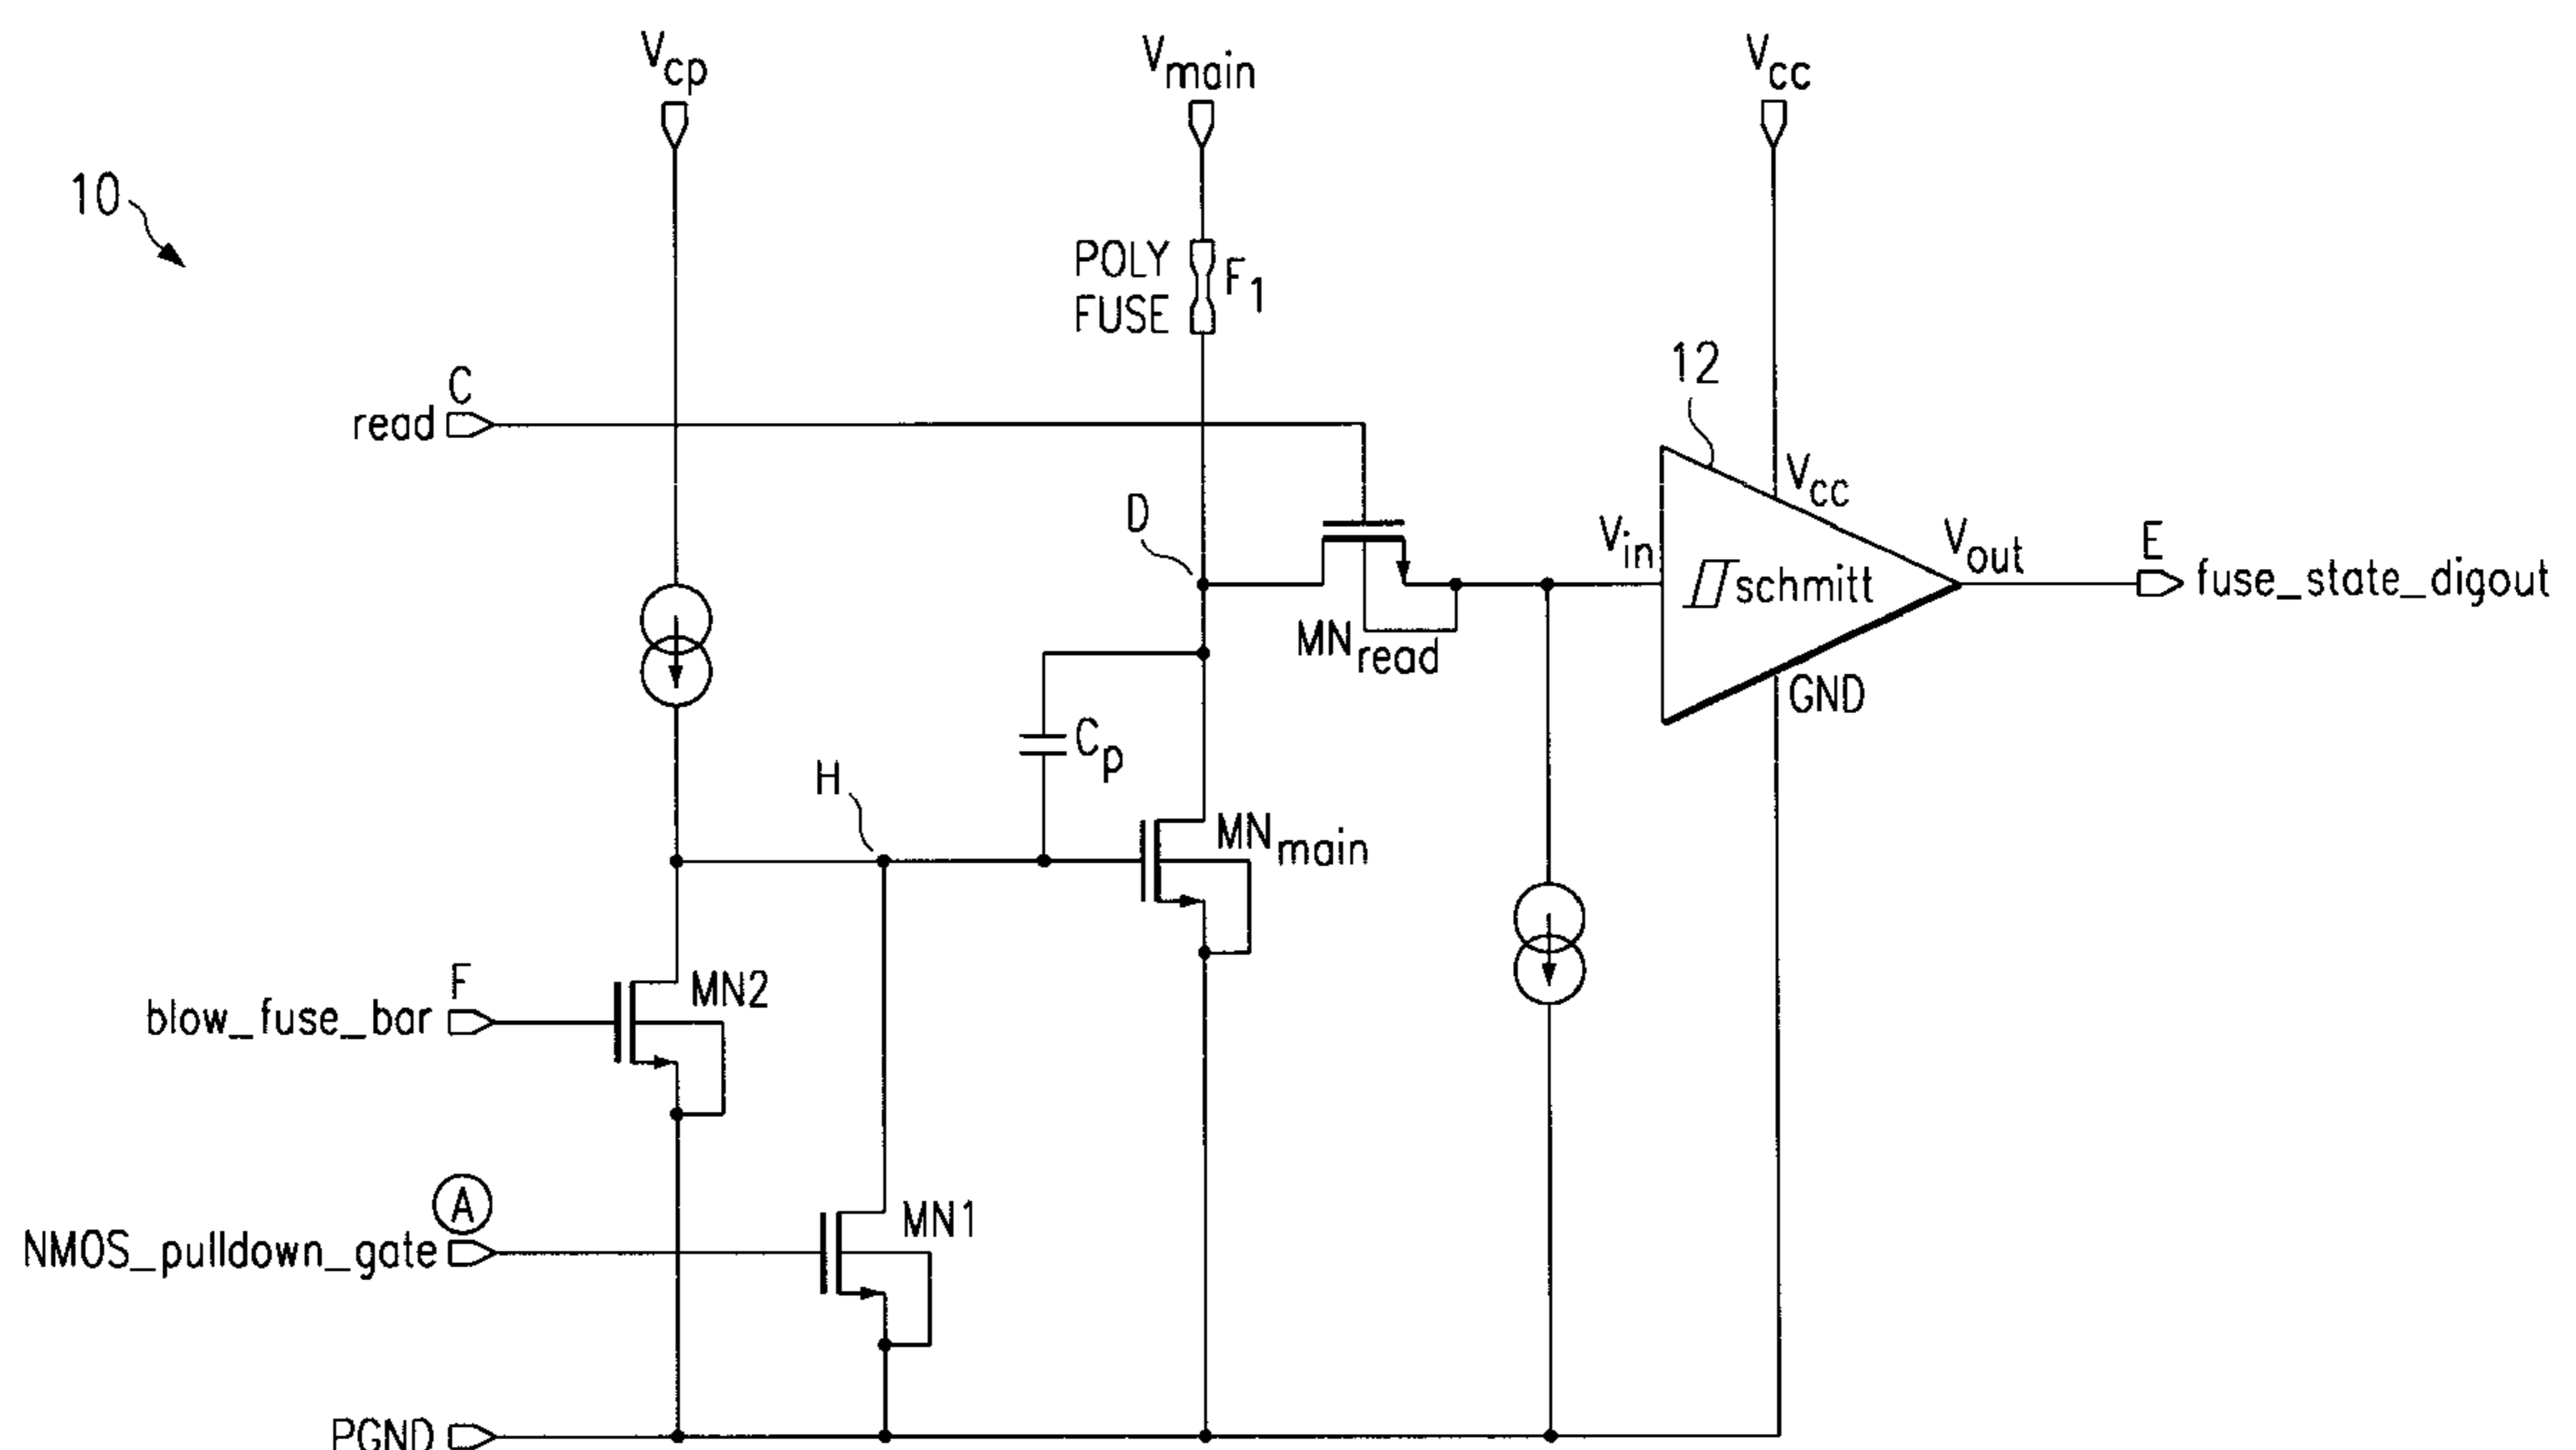 Vcp
Vmain
Vcc
10
POLY
FUSE
F1
C
read
12
D
Vcc
Vin
schmitt
Vout
E
fuse_state_digout
MNread
GND
Cp
H
MNmain
F
blow_fuse_bar
MN2
A
NMOS_pulldown_gate
MN1
PGND